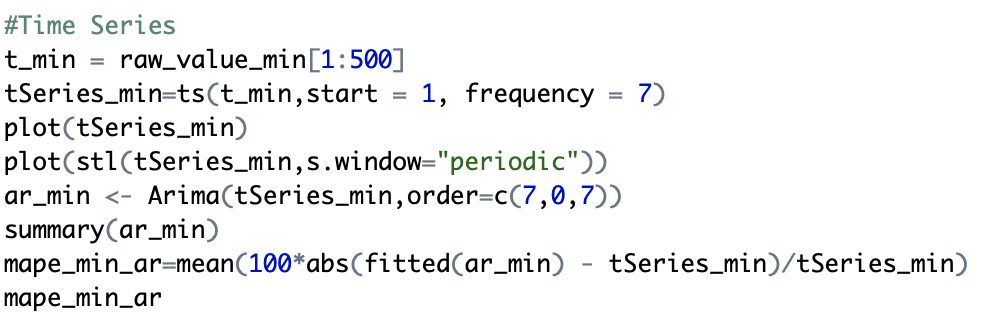 #Time Series
t_min = raw_value_min[1:500]
tSeries_min=ts(t_min,start = 1, frequency = 7)
plot(tSeries_min)
plot(stl(tSeries_min,s.window="periodic"))
ar_min <- Arima(tSeries_min,order=c(7,0,7))
summary(ar_min)
mape_min_ar=mean(100*abs(fitted(ar_min) - tSeries_min)/tSeries_min)
mape_min_ar